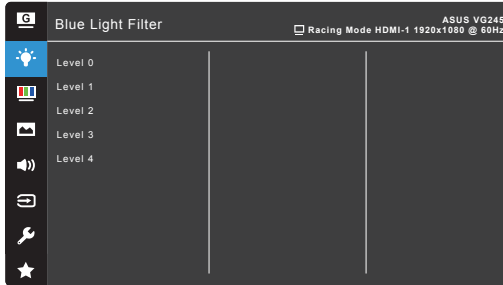 G
Blue Light Filter
ASUS VG245
Racing Mode HDMI-1 1920x1080 @ 60Hz
Level 0
Level 1
Level 2
Level 3
Level 4